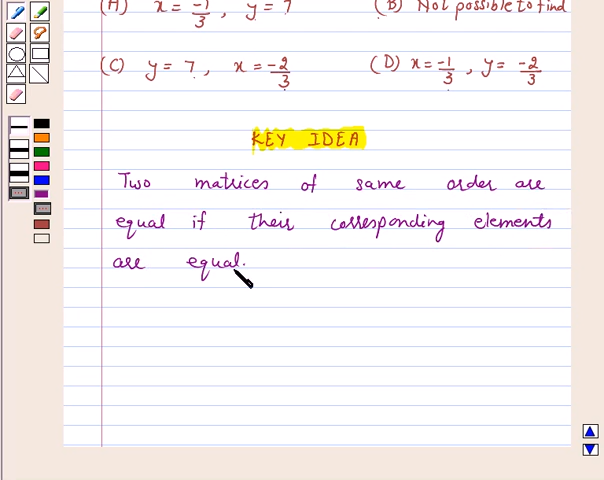 (A) x = -1/3 , y = 7 (B) Not possible to find
(C) y = 7 , x = -2/3 (D) x = -1/3 , y = -2/3
KEY IDEA
Two matrices of same order are
equal if their corresponding elements
are equal.